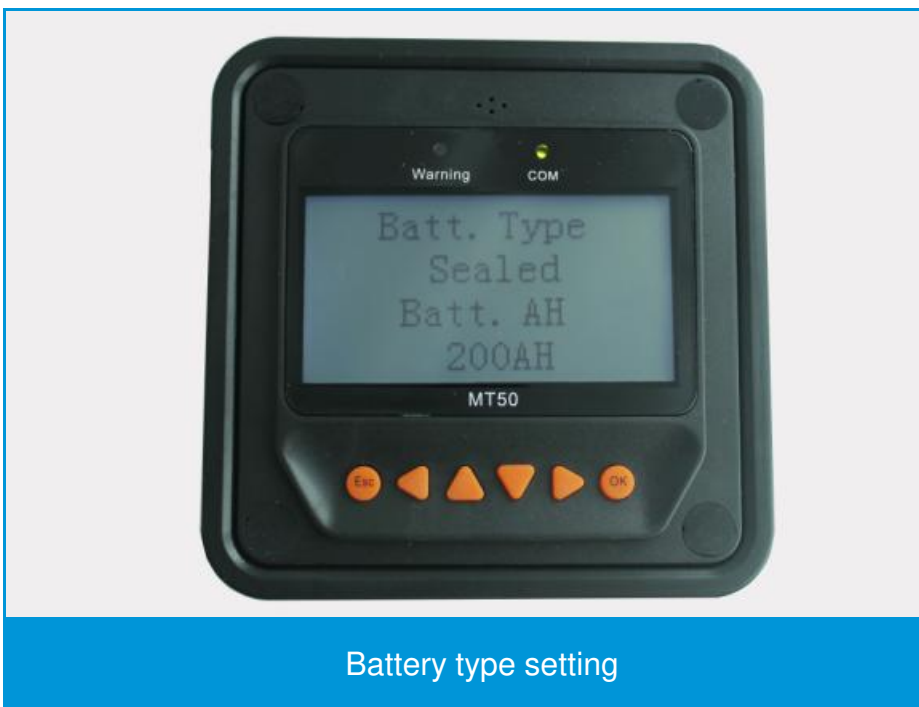 Warning COM
Batt. Type
Sealed
Batt. AH
200AH
MT50
Esc OK
Battery type setting